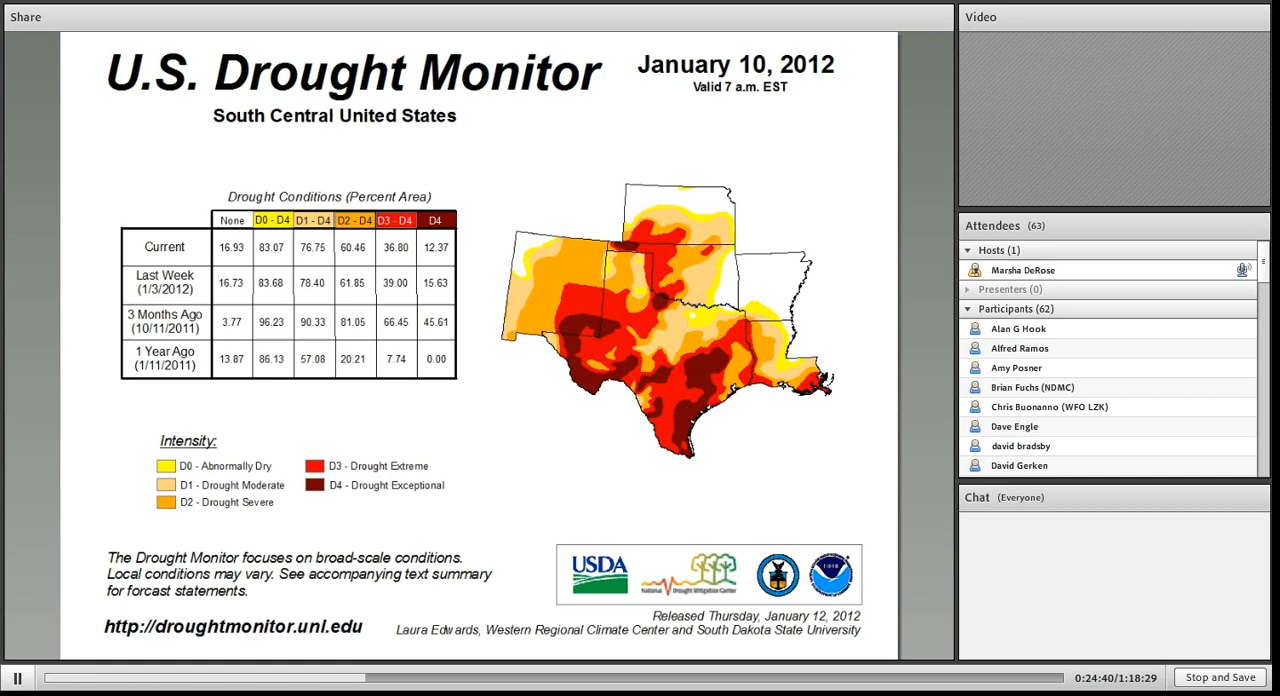 Share
U.S. Drought Monitor
January 10, 2012
Valid 7 a.m. EST
South Central United States
Drought Conditions (Percent Area)
None D0 - D4 D1 - D4 D2 - D4 D3 - D4 D4
Current 16.93 83.07 76.75 60.46 36.80 12.37
Last Week (1/3/2012) 16.73 83.68 78.40 61.85 39.00 15.63
3 Months Ago (10/11/2011) 3.77 96.23 90.33 81.05 66.45 45.61
1 Year Ago (1/11/2011) 13.87 86.13 57.08 20.21 7.74 0.00
Intensity:
D0 - Abnormally Dry
D1 - Drought Moderate
D2 - Drought Severe
D3 - Drought Extreme
D4 - Drought Exceptional
The Drought Monitor focuses on broad-scale conditions.
Local conditions may vary. See accompanying text summary
for forcast statements.
http://droughtmonitor.unl.edu
USDA
National Drought Mitigation Center
Released Thursday, January 12, 2012
Laura Edwards, Western Regional Climate Center and South Dakota State University
Video
Attendees (63)
Hosts (1)
Marsha DeRose
Presenters (0)
Participants (62)
Alan G Hook
Alfred Ramos
Amy Posner
Brian Fuchs (NDMC)
Chris Buonanno (WFO LZK)
Dave Engle
david bradsby
David Gerken
Chat (Everyone)
0:24:40/1:18:29
Stop and Save